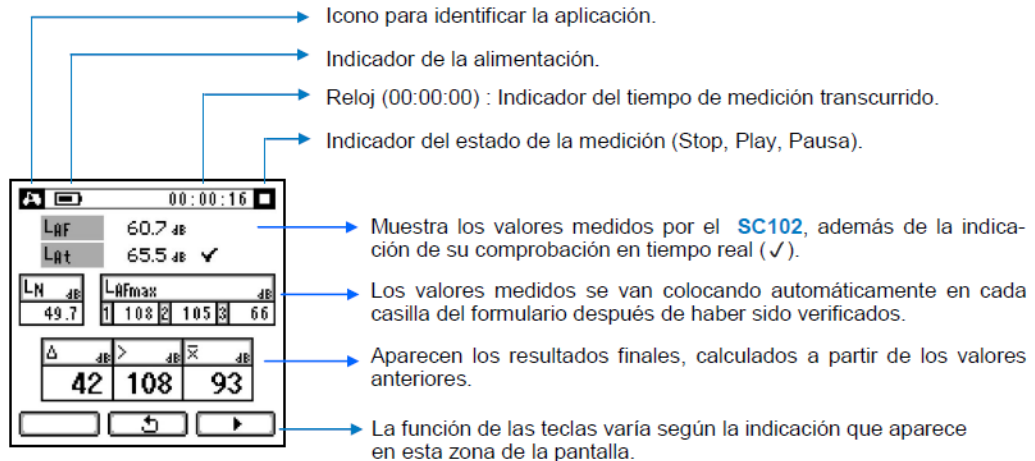 Icono para identificar la aplicación.
Indicador de la alimentación.
Reloj (00:00:00) : Indicador del tiempo de medición transcurrido.
Indicador del estado de la medición (Stop, Play, Pausa).
00:00:16
LAF 60.7 dB
LAt 65.5 dB ✓
Muestra los valores medidos por el SC102, además de la indica-
ción de su comprobación en tiempo real (✓).
LN dB LAFmax dB
49.7 1 108 2 105 3 66
Los valores medidos se van colocando automáticamente en cada
casilla del formulario después de haber sido verificados.
Δ dB > dB x̅ dB
42 108 93
Aparecen los resultados finales, calculados a partir de los valores
anteriores.
La función de las teclas varía según la indicación que aparece
en esta zona de la pantalla.